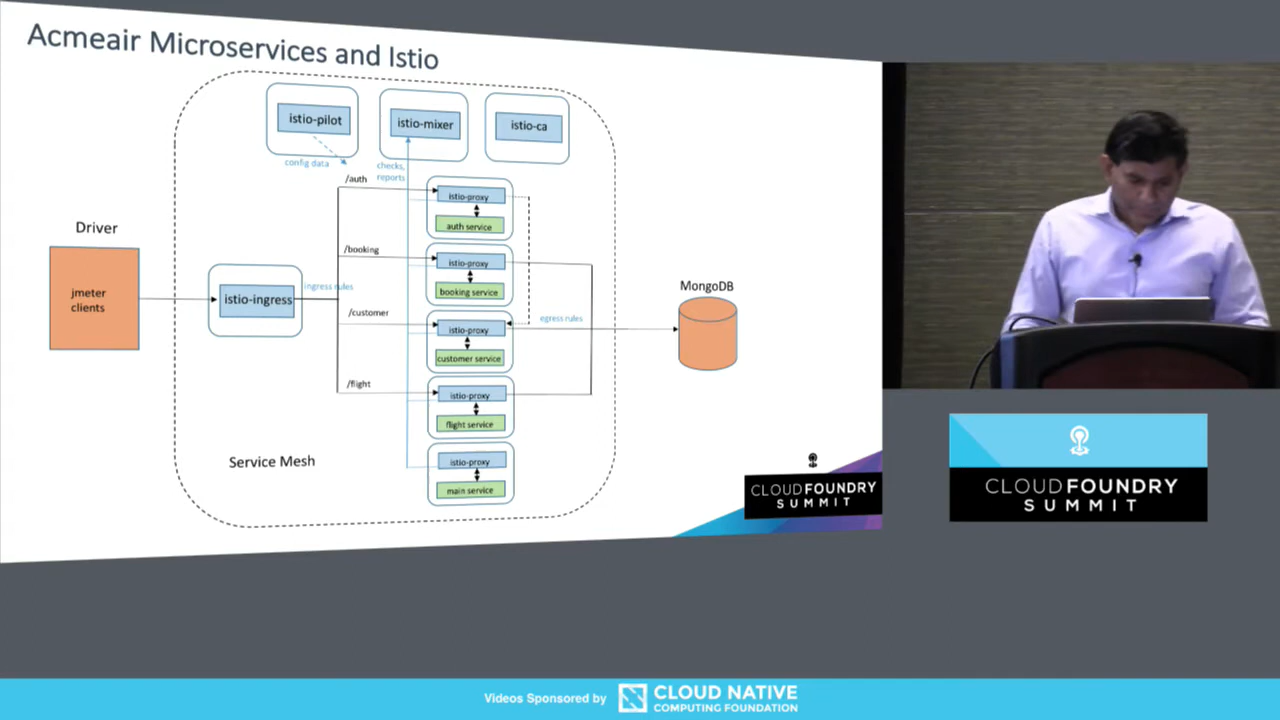 Acmeair Microservices and Istio
istio-pilot
istio-mixer
istio-ca
config data
checks,
reports
/auth
istio-proxy
auth service
Driver
/booking
istio-proxy
booking service
jmeter
clients
istio-ingress
ingress rules
/customer
istio-proxy
customer service
egress rules
MongoDB
/flight
istio-proxy
flight service
Service Mesh
istio-proxy
main service
CLOUDFOUNDRY
SUMMIT
CLOUDFOUNDRY
SUMMIT
Videos Sponsored by
CLOUD NATIVE
COMPUTING FOUNDATION